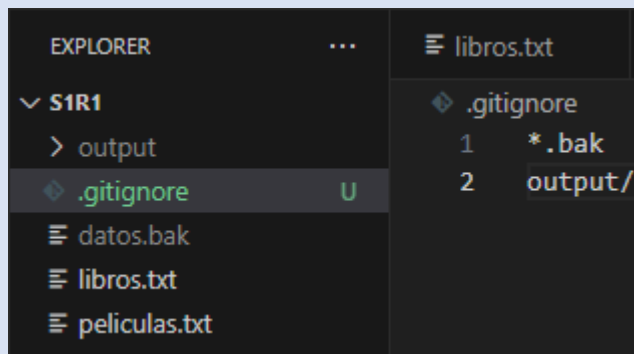 EXPLORER ...
S1R1
output
.gitignore U
datos.bak
libros.txt
peliculas.txt
libros.txt
.gitignore
1 *.bak
2 output/